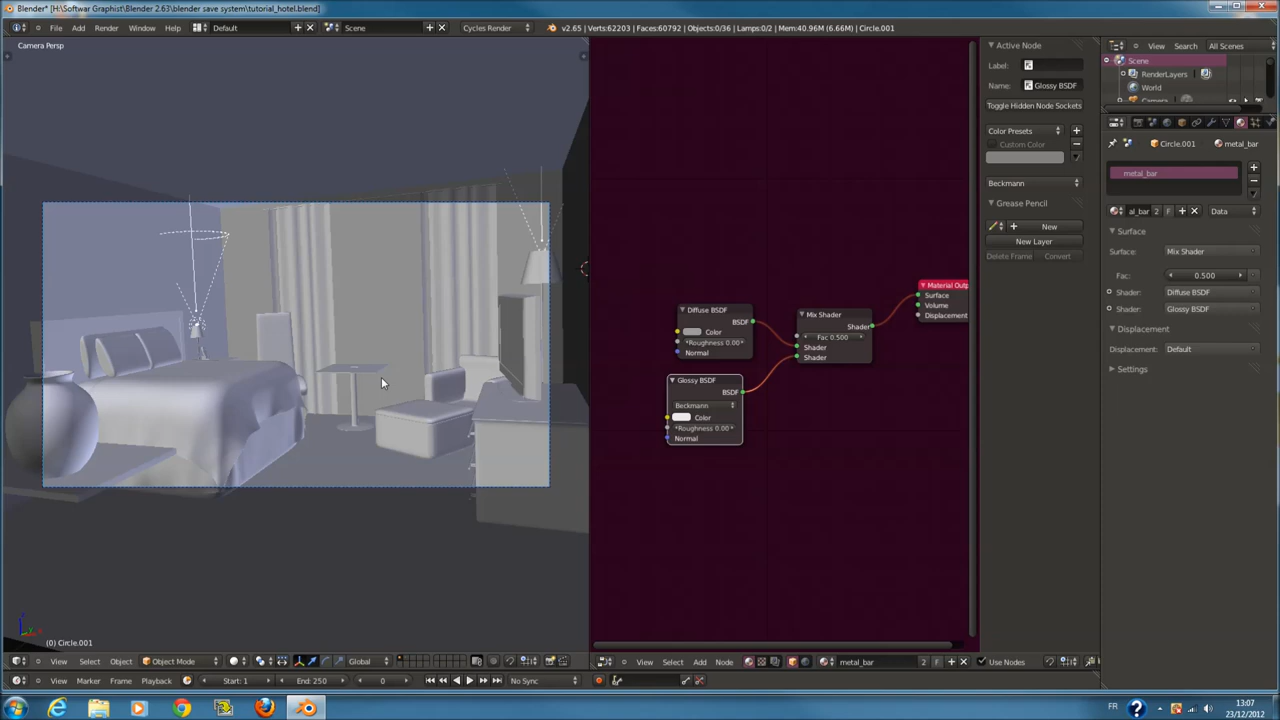 Blender* [H:\Softwar Graphist\Blender 2.63\blender save system\tutorial_hotel.blend]
File Add Render Window Help Default Scene Cycles Render v2.65 | Verts:62203 | Faces:60792 | Objects:0/36 | Lamps:0/2 | Mem:40.96M (6.66M) | Circle.001
Camera Persp
(0) Circle.001
View Select Object Object Mode Global
Diffuse BSDF
BSDF
Color
Roughness 0.00
Normal
Glossy BSDF
BSDF
Beckmann
Color
Roughness 0.00
Normal
Mix Shader
Shader
Fac 0.500
Shader
Shader
Material Outp
Surface
Volume
Displacement
View Select Add Node metal_bar 2 F Use Nodes
Active Node
Label:
Name: Glossy BSDF
Toggle Hidden Node Sockets
Color Presets
Custom Color
Beckmann
Grease Pencil
New
New Layer
Delete Frame Convert
View Search All Scenes
Scene
RenderLayers
World
Camera
Circle.001 metal_bar
metal_bar
al_bar 2 F Data
Surface
Surface: Mix Shader
Fac: 0.500
Shader: Diffuse BSDF
Shader: Glossy BSDF
Displacement
Displacement: Default
Settings
View Marker Frame Playback Start: 1 End: 250 0 No Sync
FR 13:07
23/12/2012